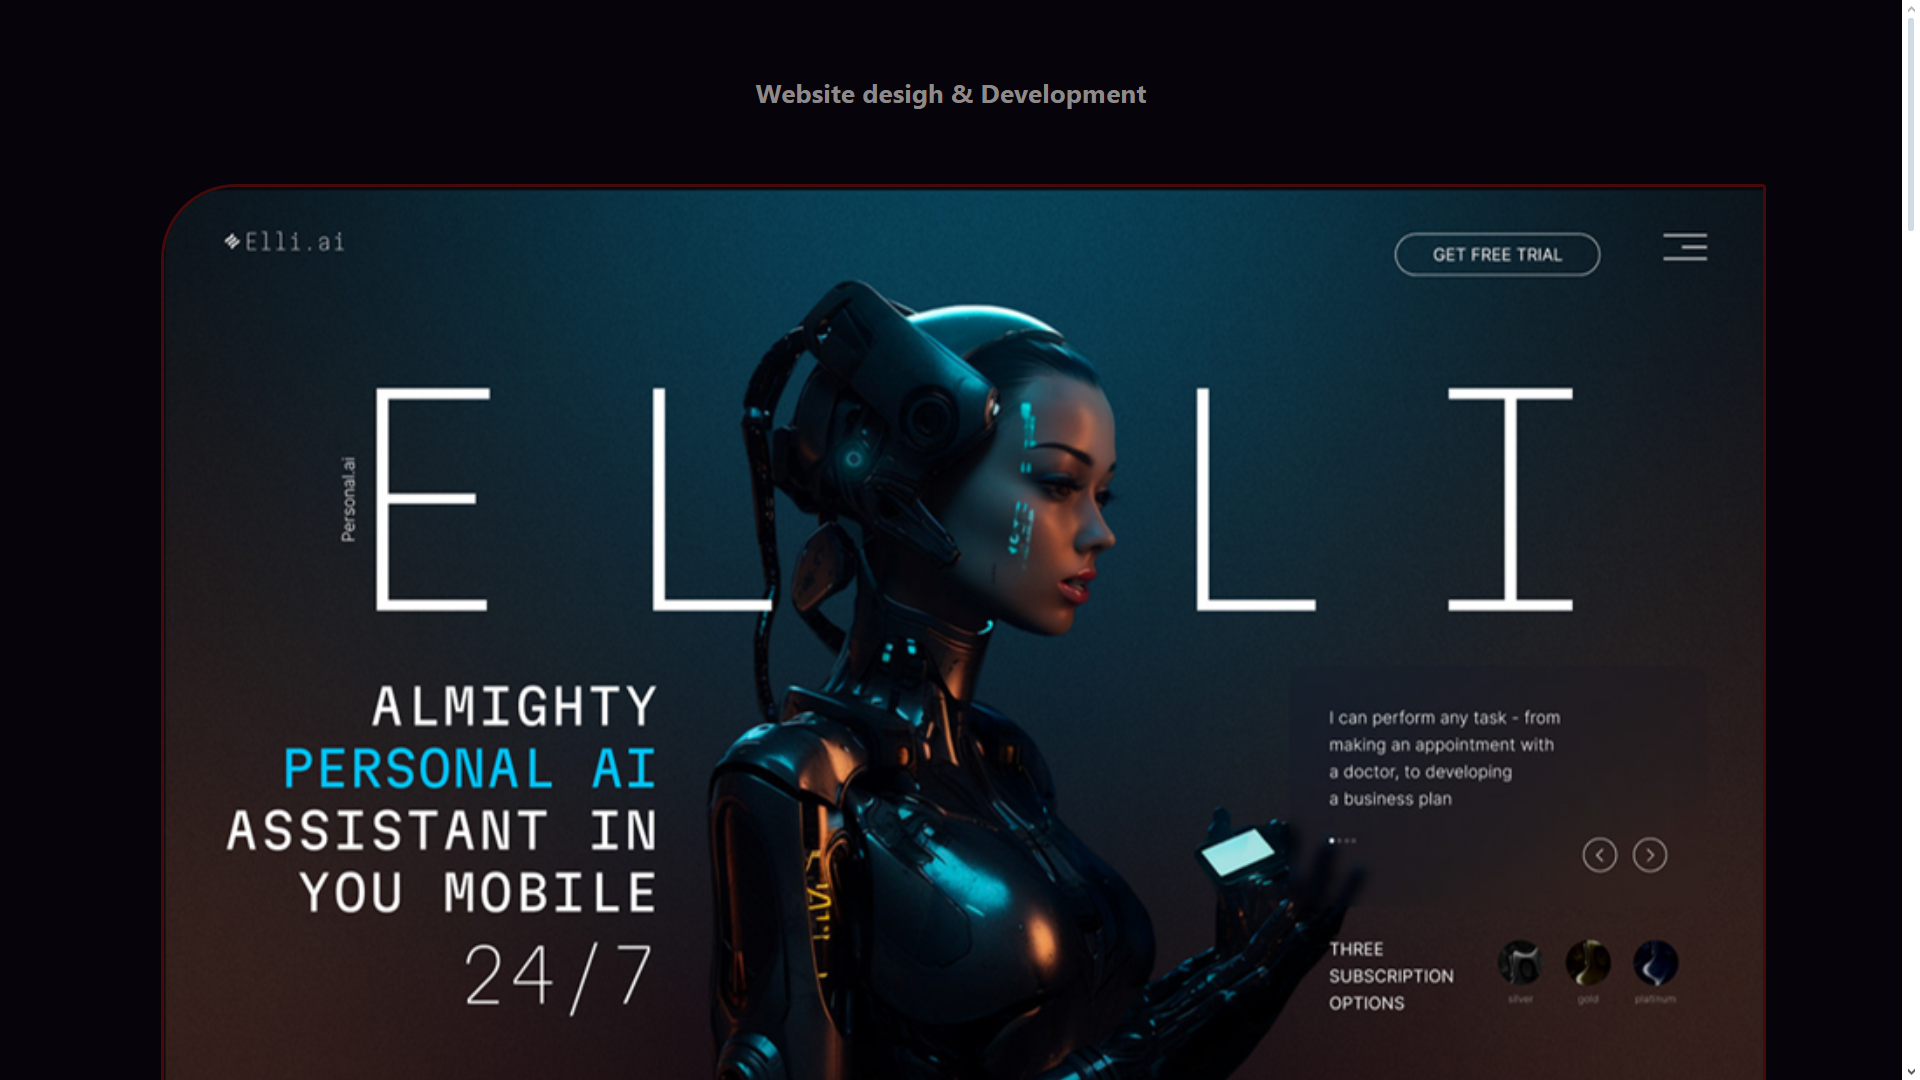 Website desigh & Development
Elli.ai
GET FREE TRIAL
Personal.ai
ELLI
ALMIGHTY
PERSONAL AI
ASSISTANT IN
YOU MOBILE
24/7
I can perform any task - from
making an appointment with
a doctor, to developing
a business plan
THREE
SUBSCRIPTION
OPTIONS
silver
gold
platinum